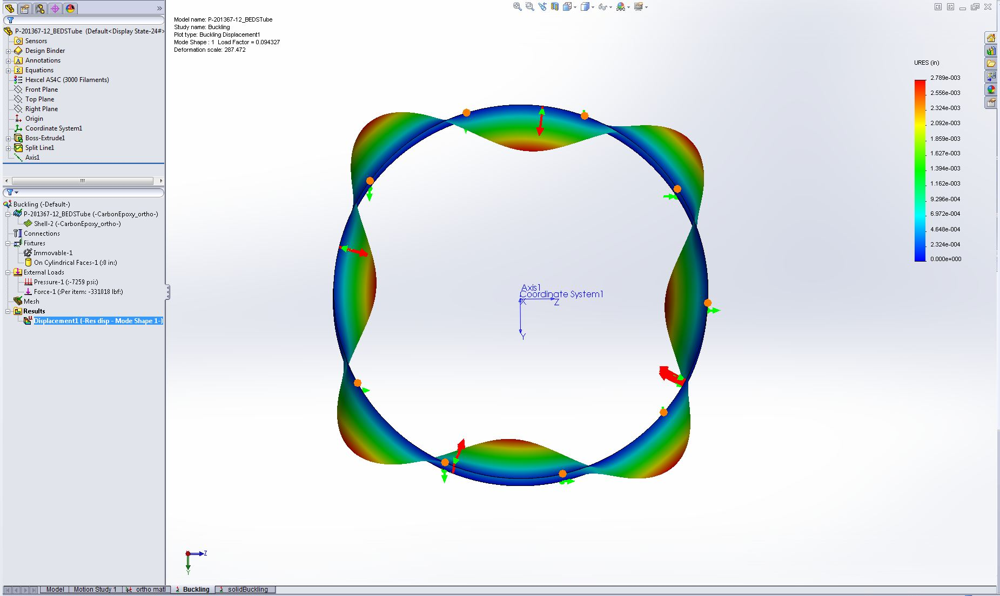 P-201367-12_BEDSTube (Default<Display State-24#>
Sensors
Design Binder
Annotations
Equations
Hexcel AS4C (3000 Filaments)
Front Plane
Top Plane
Right Plane
Origin
Coordinate System1
Boss-Extrude1
Split Line1
Axis1
Buckling (-Default-)
P-201367-12_BEDSTube (-CarbonEpoxy_ortho-)
Shell-2 (-CarbonEpoxy_ortho-)
Connections
Fixtures
Immovable-1
On Cylindrical Faces-1 (:0 in:)
External Loads
Pressure-1 (:-7259 psi:)
Force-1 (:Per item: -331018 lbf:)
Mesh
Results
Displacement1 (-Res disp - Mode Shape 1-)
Model name: P-201367-12_BEDSTube
Study name: Buckling
Plot type: Buckling Displacement1
Mode Shape : 1 Load Factor = 0.094327
Deformation scale: 287.472
URES (in)
2.789e-003
2.556e-003
2.324e-003
2.092e-003
1.859e-003
1.627e-003
1.394e-003
1.162e-003
9.296e-004
6.972e-004
4.648e-004
2.324e-004
0.000e+000
Axis1
Coordinate System1
X
Z
Y
Z
Y
Model
Motion Study 1
ortho matl
Buckling
solidBuckling